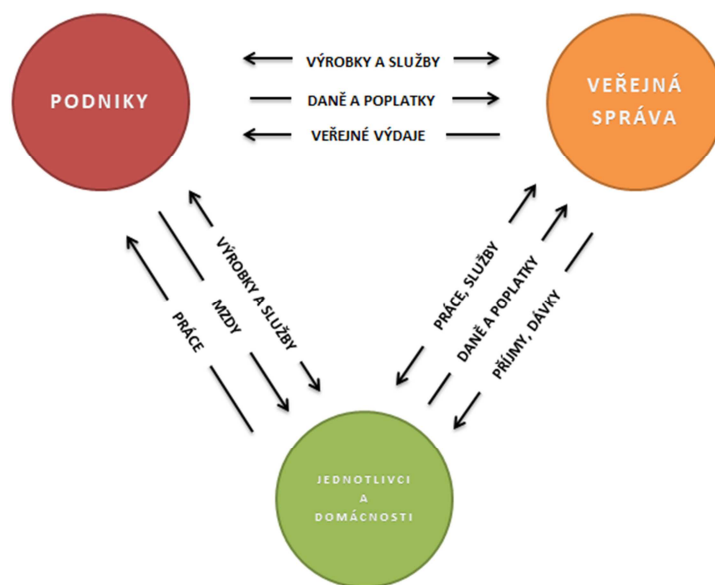 PODNIKY
VÝROBKY A SLUŽBY
DANĚ A POPLATKY
VEŘEJNÉ VÝDAJE
VEŘEJNÁ
SPRÁVA
PRÁCE
MZDY
VÝROBKY A SLUŽBY
PRÁCE, SLUŽBY
DANĚ A POPLATKY
PŘÍJMY, DÁVKY
JEDNOTLIVCI
A
DOMÁCNOSTI